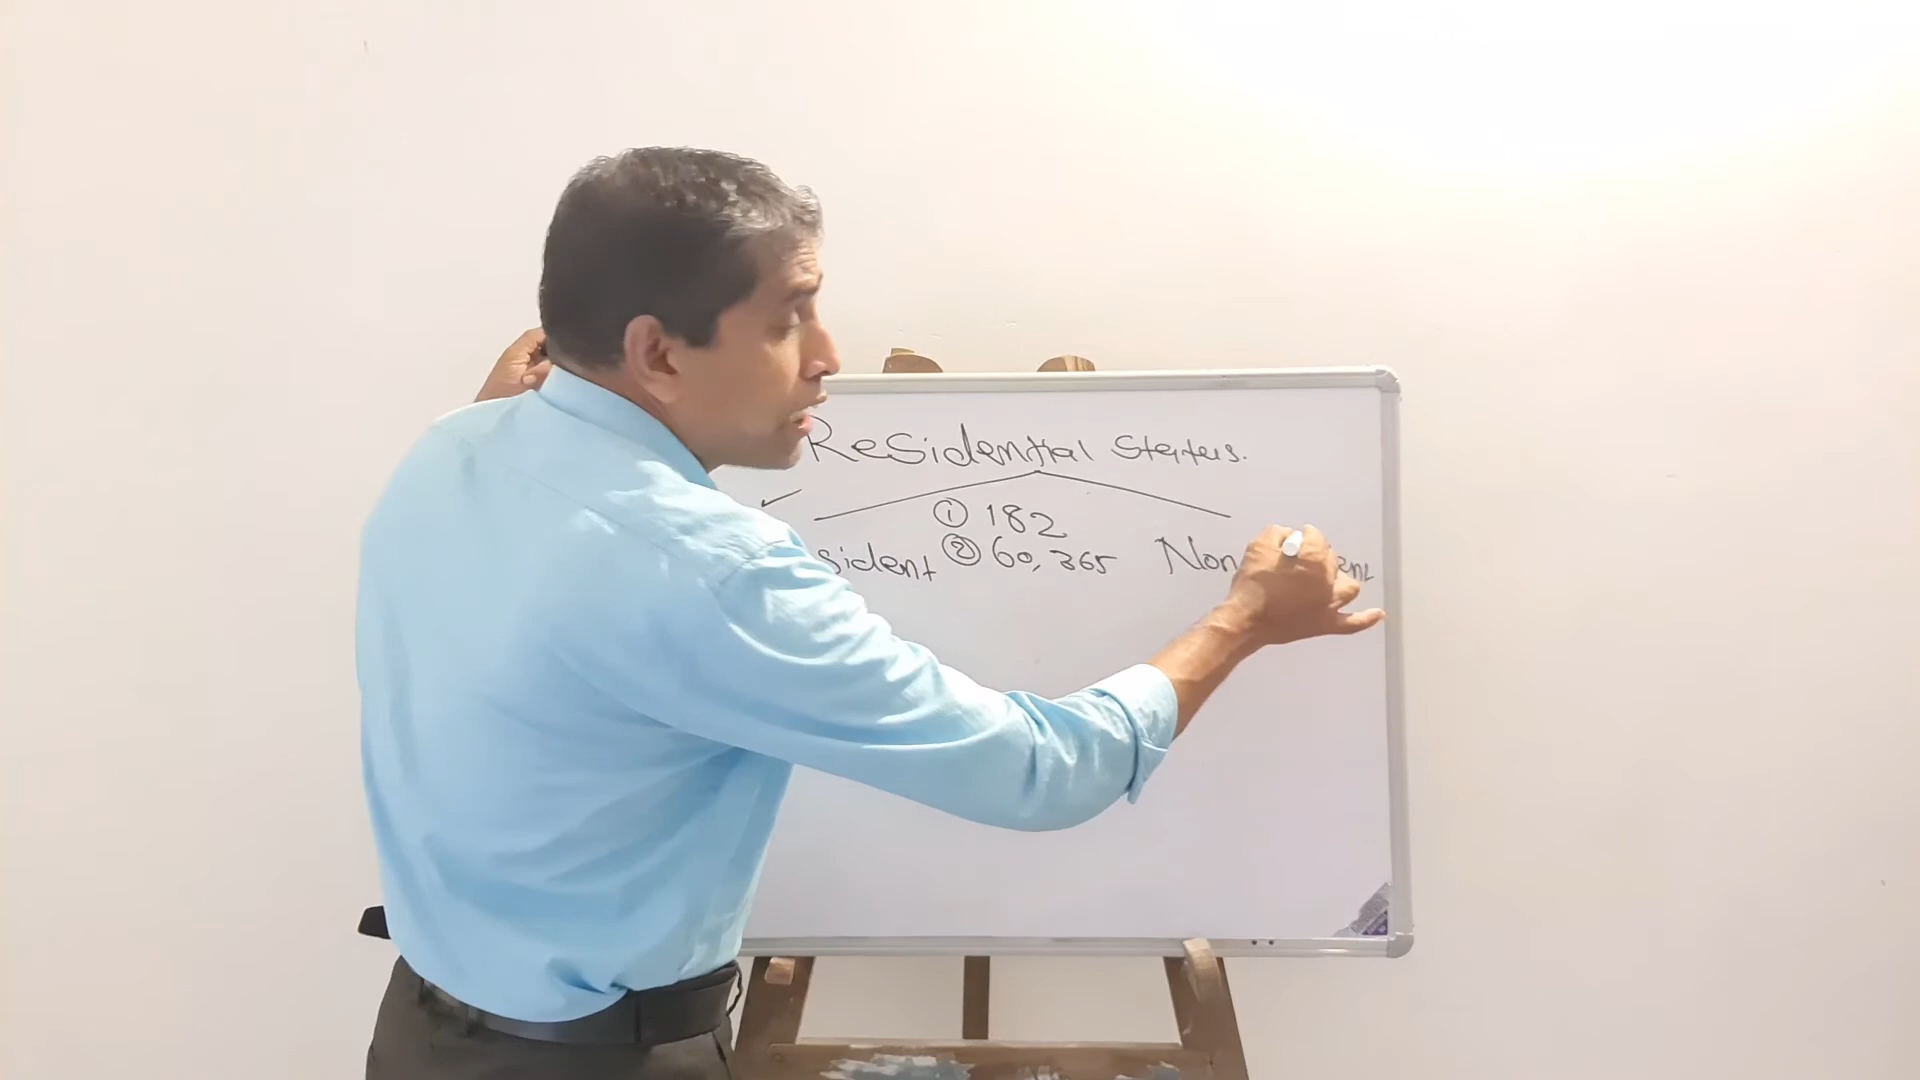 Residential Status.
① 182
sident ② 60, 365 Non